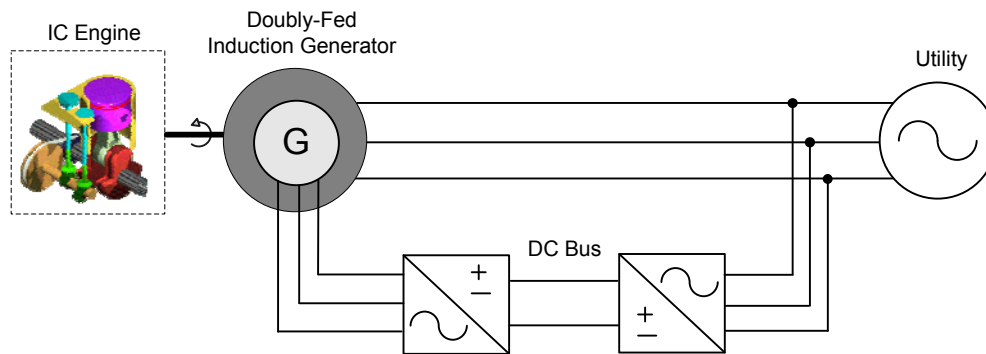 IC Engine
Doubly-Fed
Induction Generator
Utility
G
DC Bus
+
−
+
−